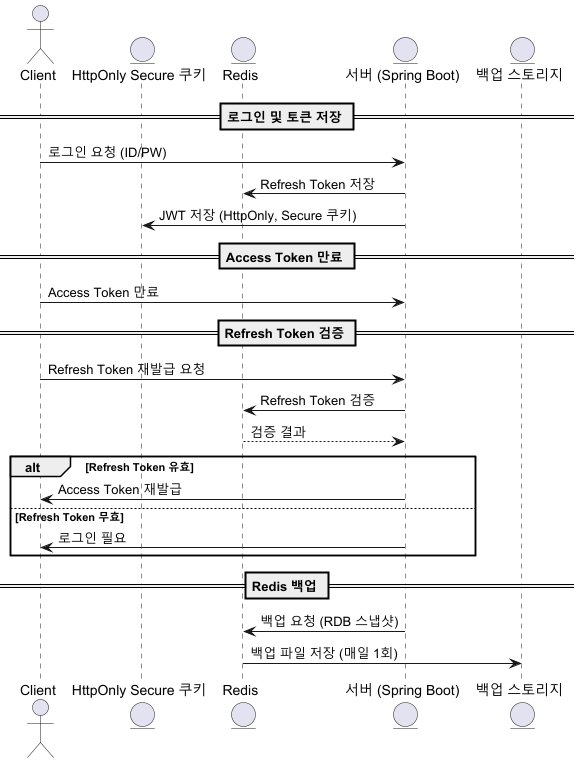 Client
HttpOnly Secure 쿠키
Redis
서버 (Spring Boot)
백업 스토리지
로그인 및 토큰 저장
로그인 요청 (ID/PW)
Refresh Token 저장
JWT 저장 (HttpOnly, Secure 쿠키)
Access Token 만료
Access Token 만료
Refresh Token 검증
Refresh Token 재발급 요청
Refresh Token 검증
검증 결과
alt
[Refresh Token 유효]
Access Token 재발급
[Refresh Token 무효]
로그인 필요
Redis 백업
백업 요청 (RDB 스냅샷)
백업 파일 저장 (매일 1회)
Client
HttpOnly Secure 쿠키
Redis
서버 (Spring Boot)
백업 스토리지